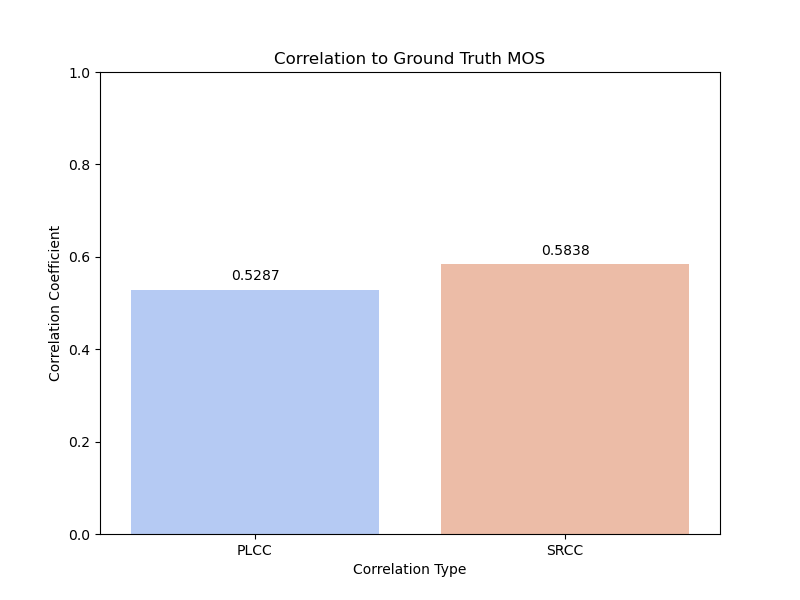 Correlation to Ground Truth MOS
1.0
0.8
0.6
0.4
0.2
0.0
Correlation Coefficient
0.5287
0.5838
PLCC
SRCC
Correlation Type